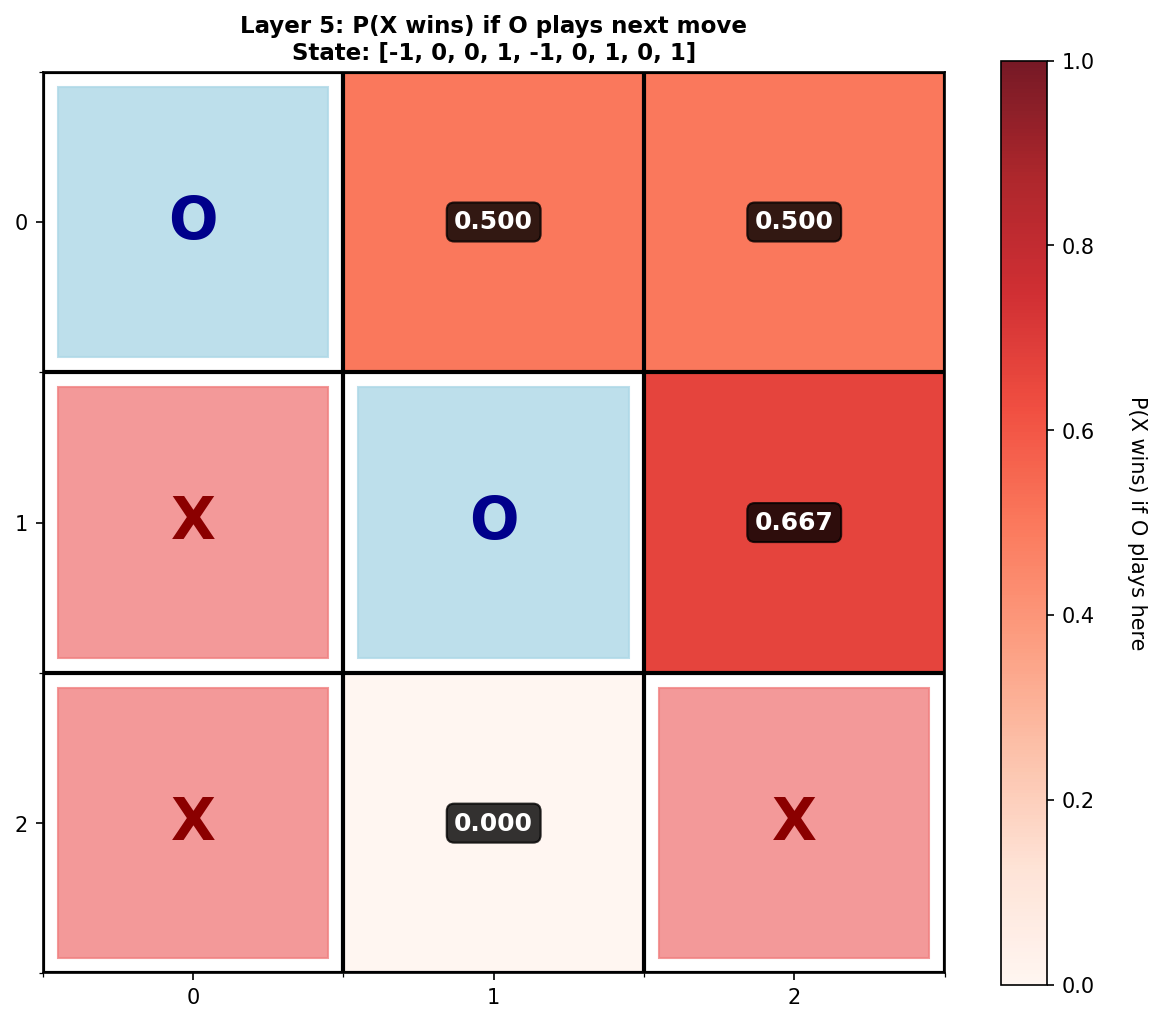 Layer 5: P(X wins) if O plays next move
State: [-1, 0, 0, 1, -1, 0, 1, 0, 1]
0
O
0.500
0.500
1
X
O
0.667
2
X
0.000
X
0
1
2
1.0
0.8
0.6
0.4
0.2
0.0
P(X wins) if O plays here